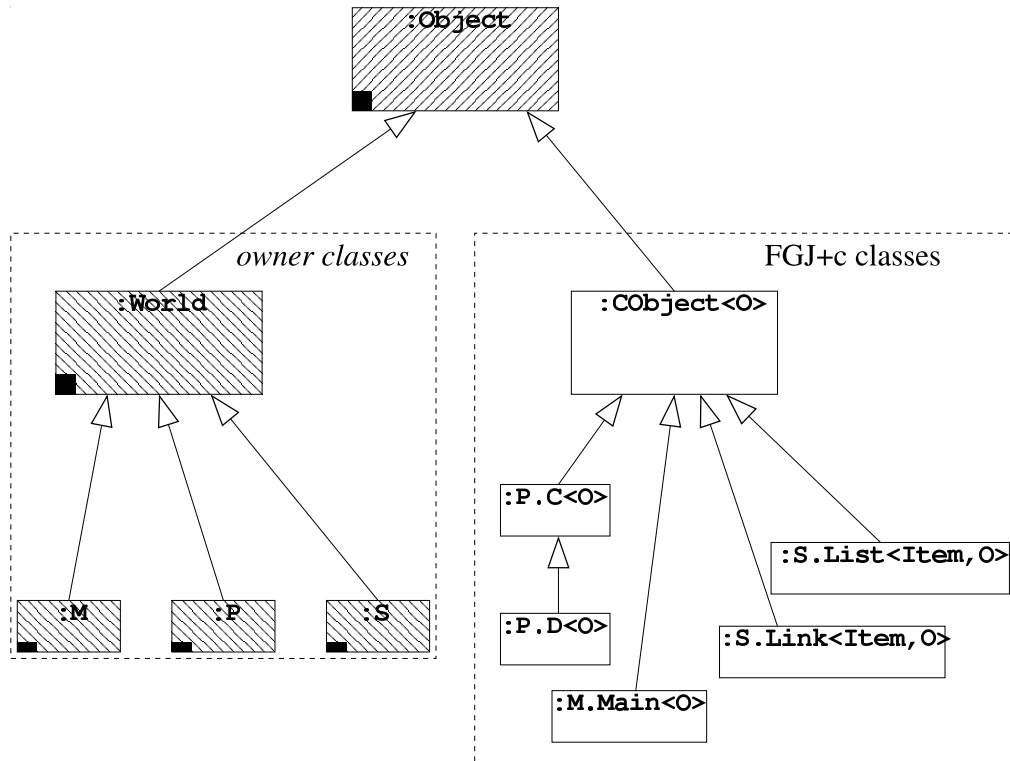 :Object
owner classes
FGJ+c classes
:World
:CObject<O>
:P.C<O>
:S.List<Item,O>
:M
:P
:S
:P.D<O>
:S.Link<Item,O>
:M.Main<O>